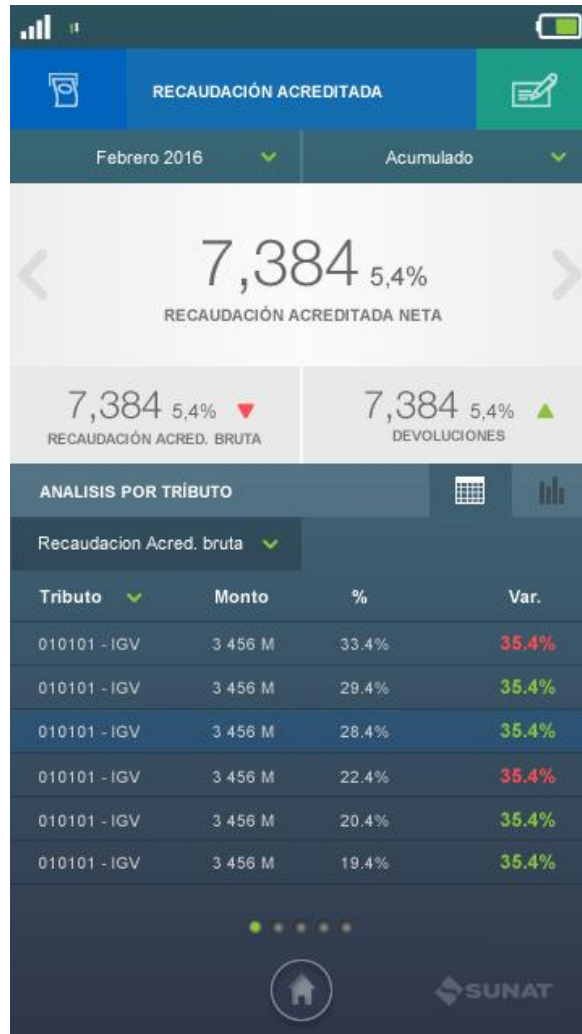 RECAUDACIÓN ACREDITADA
Febrero 2016 Acumulado
7,384 5,4%
RECAUDACIÓN ACREDITADA NETA
7,384 5,4% 7,384 5,4%
RECAUDACIÓN ACRED. BRUTA DEVOLUCIONES
ANALISIS POR TRÍBUTO
Recaudacion Acred. bruta
Tributo Monto % Var.
010101 - IGV 3 456 M 33.4% 35.4%
010101 - IGV 3 456 M 29.4% 35.4%
010101 - IGV 3 456 M 28.4% 35.4%
010101 - IGV 3 456 M 22.4% 35.4%
010101 - IGV 3 456 M 20.4% 35.4%
010101 - IGV 3 456 M 19.4% 35.4%
SUNAT